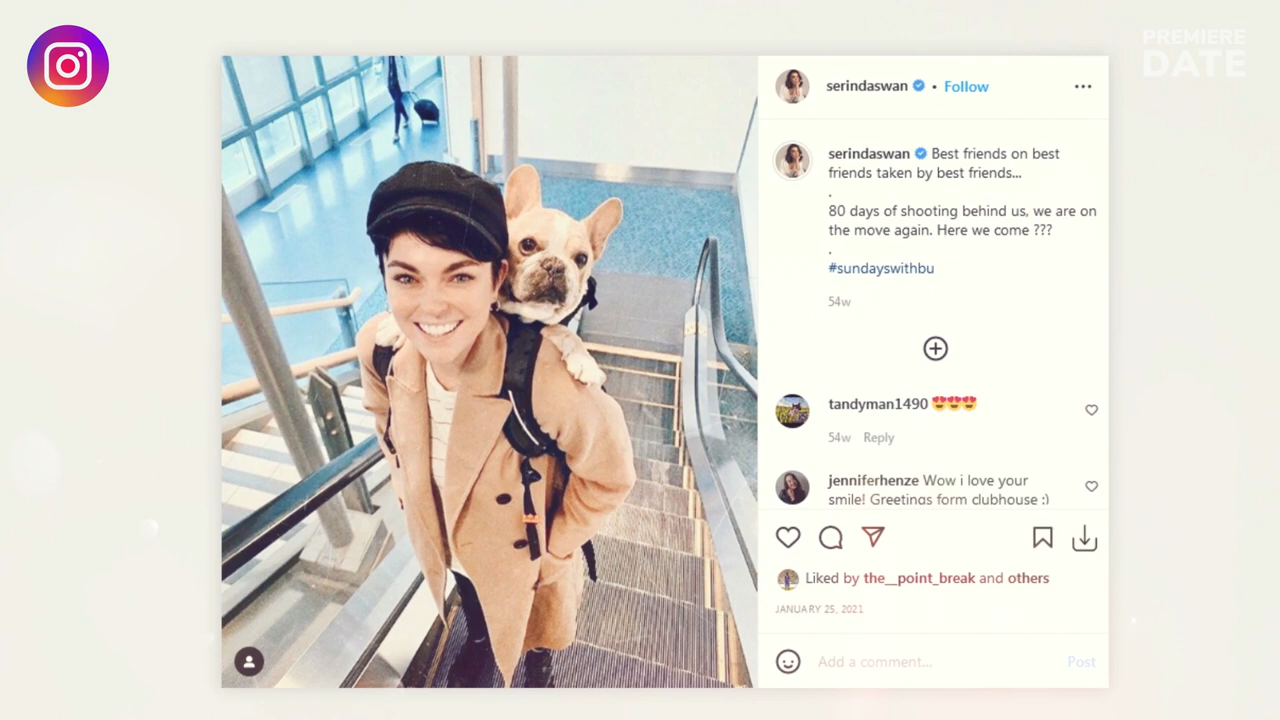 PREMIERE
DATE
serindaswan • Follow
serindaswan Best friends on best
friends taken by best friends...
.
80 days of shooting behind us, we are on
the move again. Here we come ???
.
#sundayswithbu
54w
tandyman1490 😍😍😍
54w Reply
jenniferhenze Wow i love your
smile! Greetings form clubhouse :)
Liked by the__point_break and others
JANUARY 25, 2021
Add a comment... Post